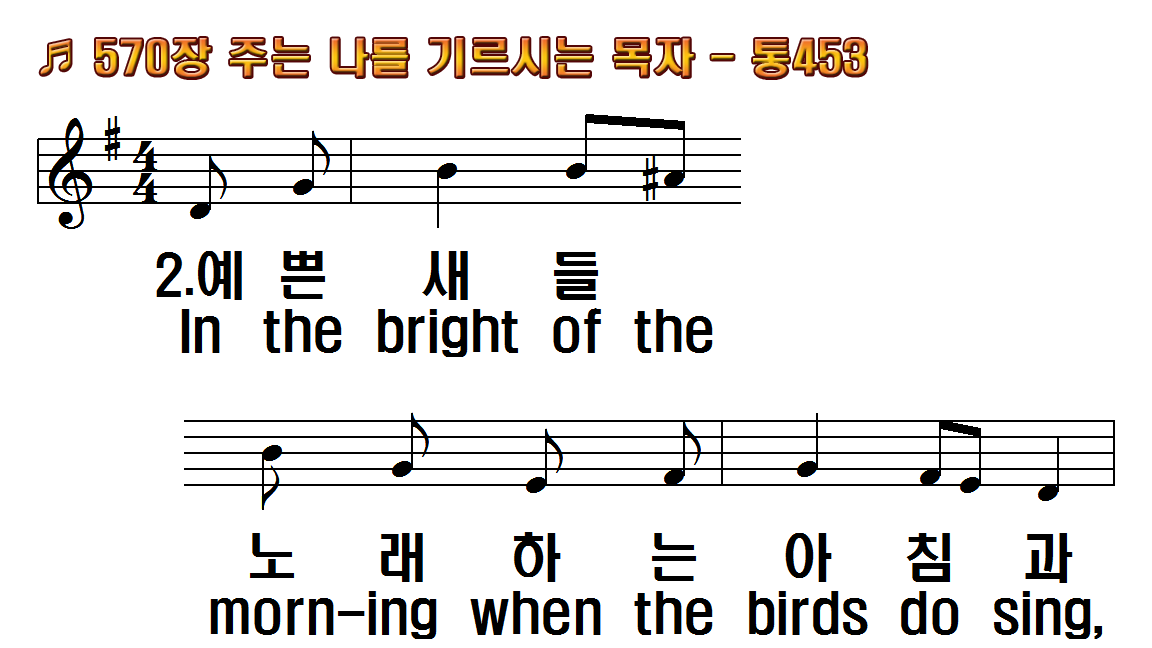 570장 주는 나를 기르시는 목자 - 통453
2.예 쁜 새 들
In the bright of the
노 래 하 는 아 침 과
morn-ing when the birds do sing,